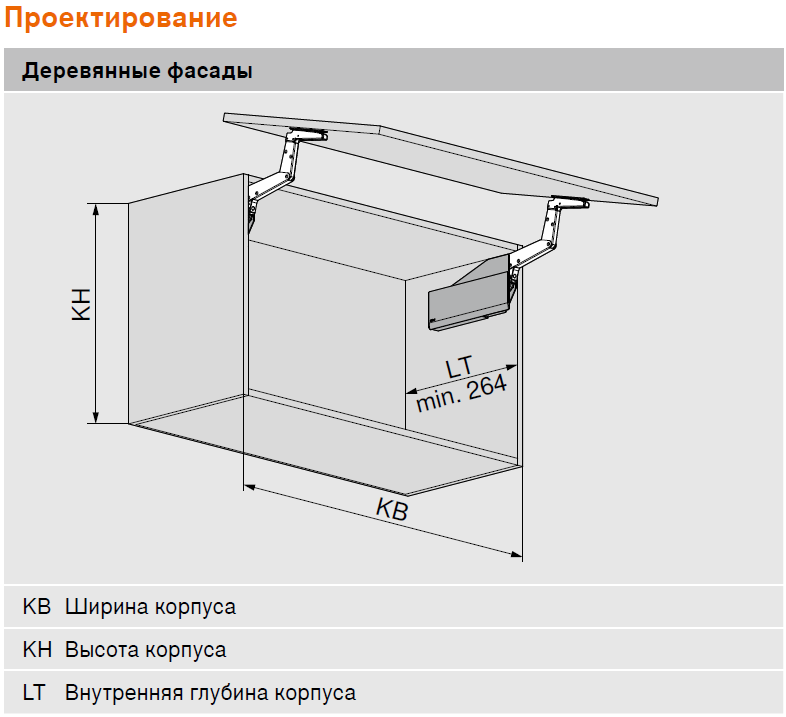 Проектирование
Деревянные фасады
KH
LT
min. 264
KB
KB Ширина корпуса
KH Высота корпуса
LT Внутренняя глубина корпуса